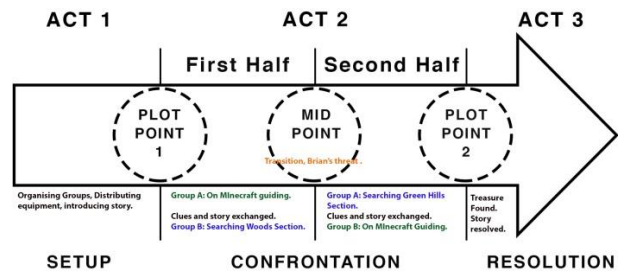 ACT 1 ACT 2 ACT 3
First Half Second Half
PLOT
POINT
1
MID
POINT
Transition, Brian's threat .
PLOT
POINT
2
Organising Groups, Distributing
equipment, introducing story.
Group A: On MInecraft guiding.
Clues and story exchanged.
Group B: Searching Woods Section.
Group A: Searching Green Hills
Section.
Clues and story exchanged.
Group B: On MInecraft Guiding.
Treasure
Found.
Story
resolved.
SETUP CONFRONTATION RESOLUTION